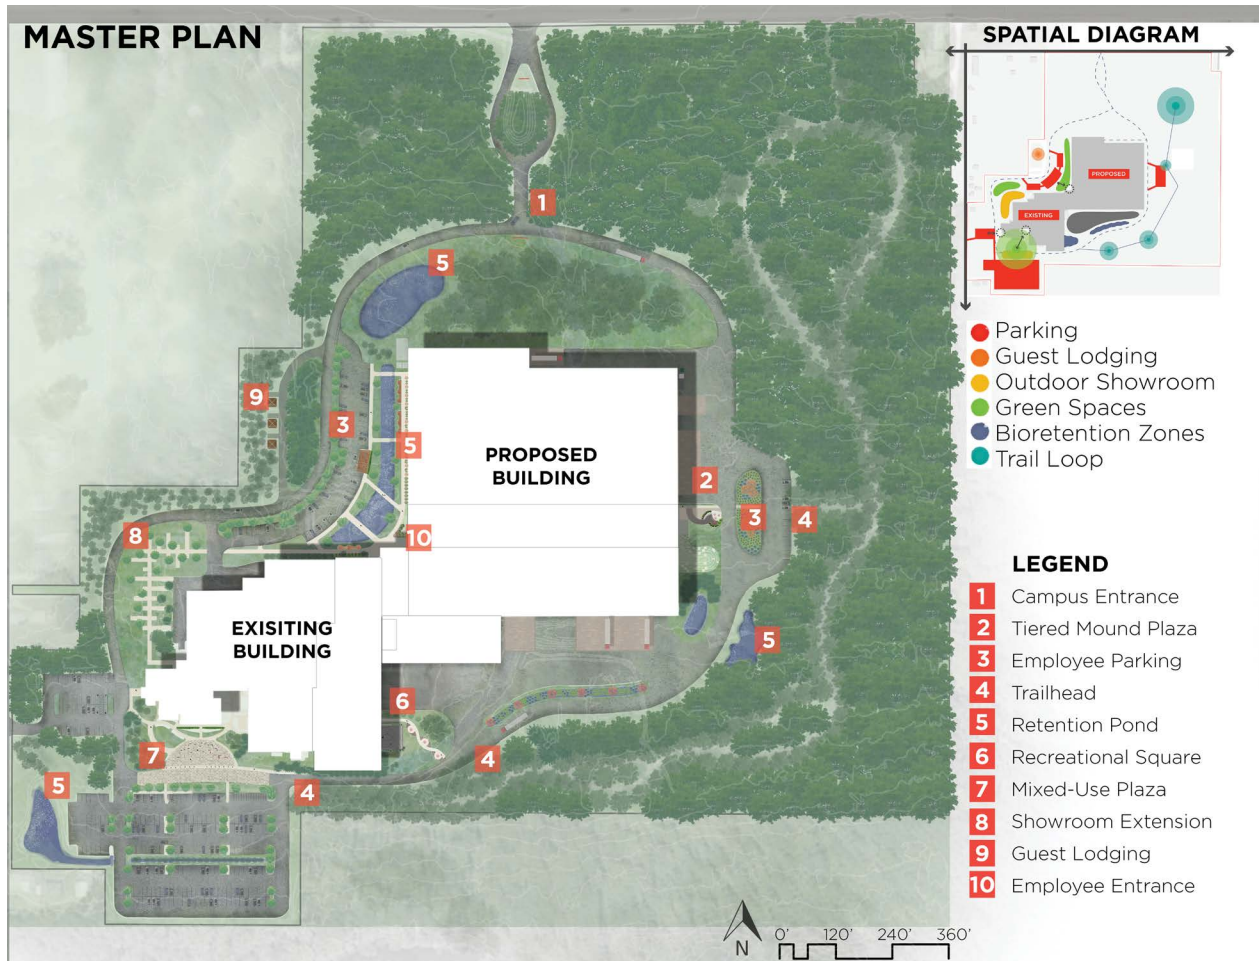 MASTER PLAN
SPATIAL DIAGRAM
PROPOSED
EXISTING
Parking
Guest Lodging
Outdoor Showroom
Green Spaces
Bioretention Zones
Trail Loop
1
5
9
3
5
PROPOSED
BUILDING
2
3
4
8
10
EXISITING
BUILDING
5
6
7
4
5
4
LEGEND
1 Campus Entrance
2 Tiered Mound Plaza
3 Employee Parking
4 Trailhead
5 Retention Pond
6 Recreational Square
7 Mixed-Use Plaza
8 Showroom Extension
9 Guest Lodging
10 Employee Entrance
N
0' 120' 240' 360'